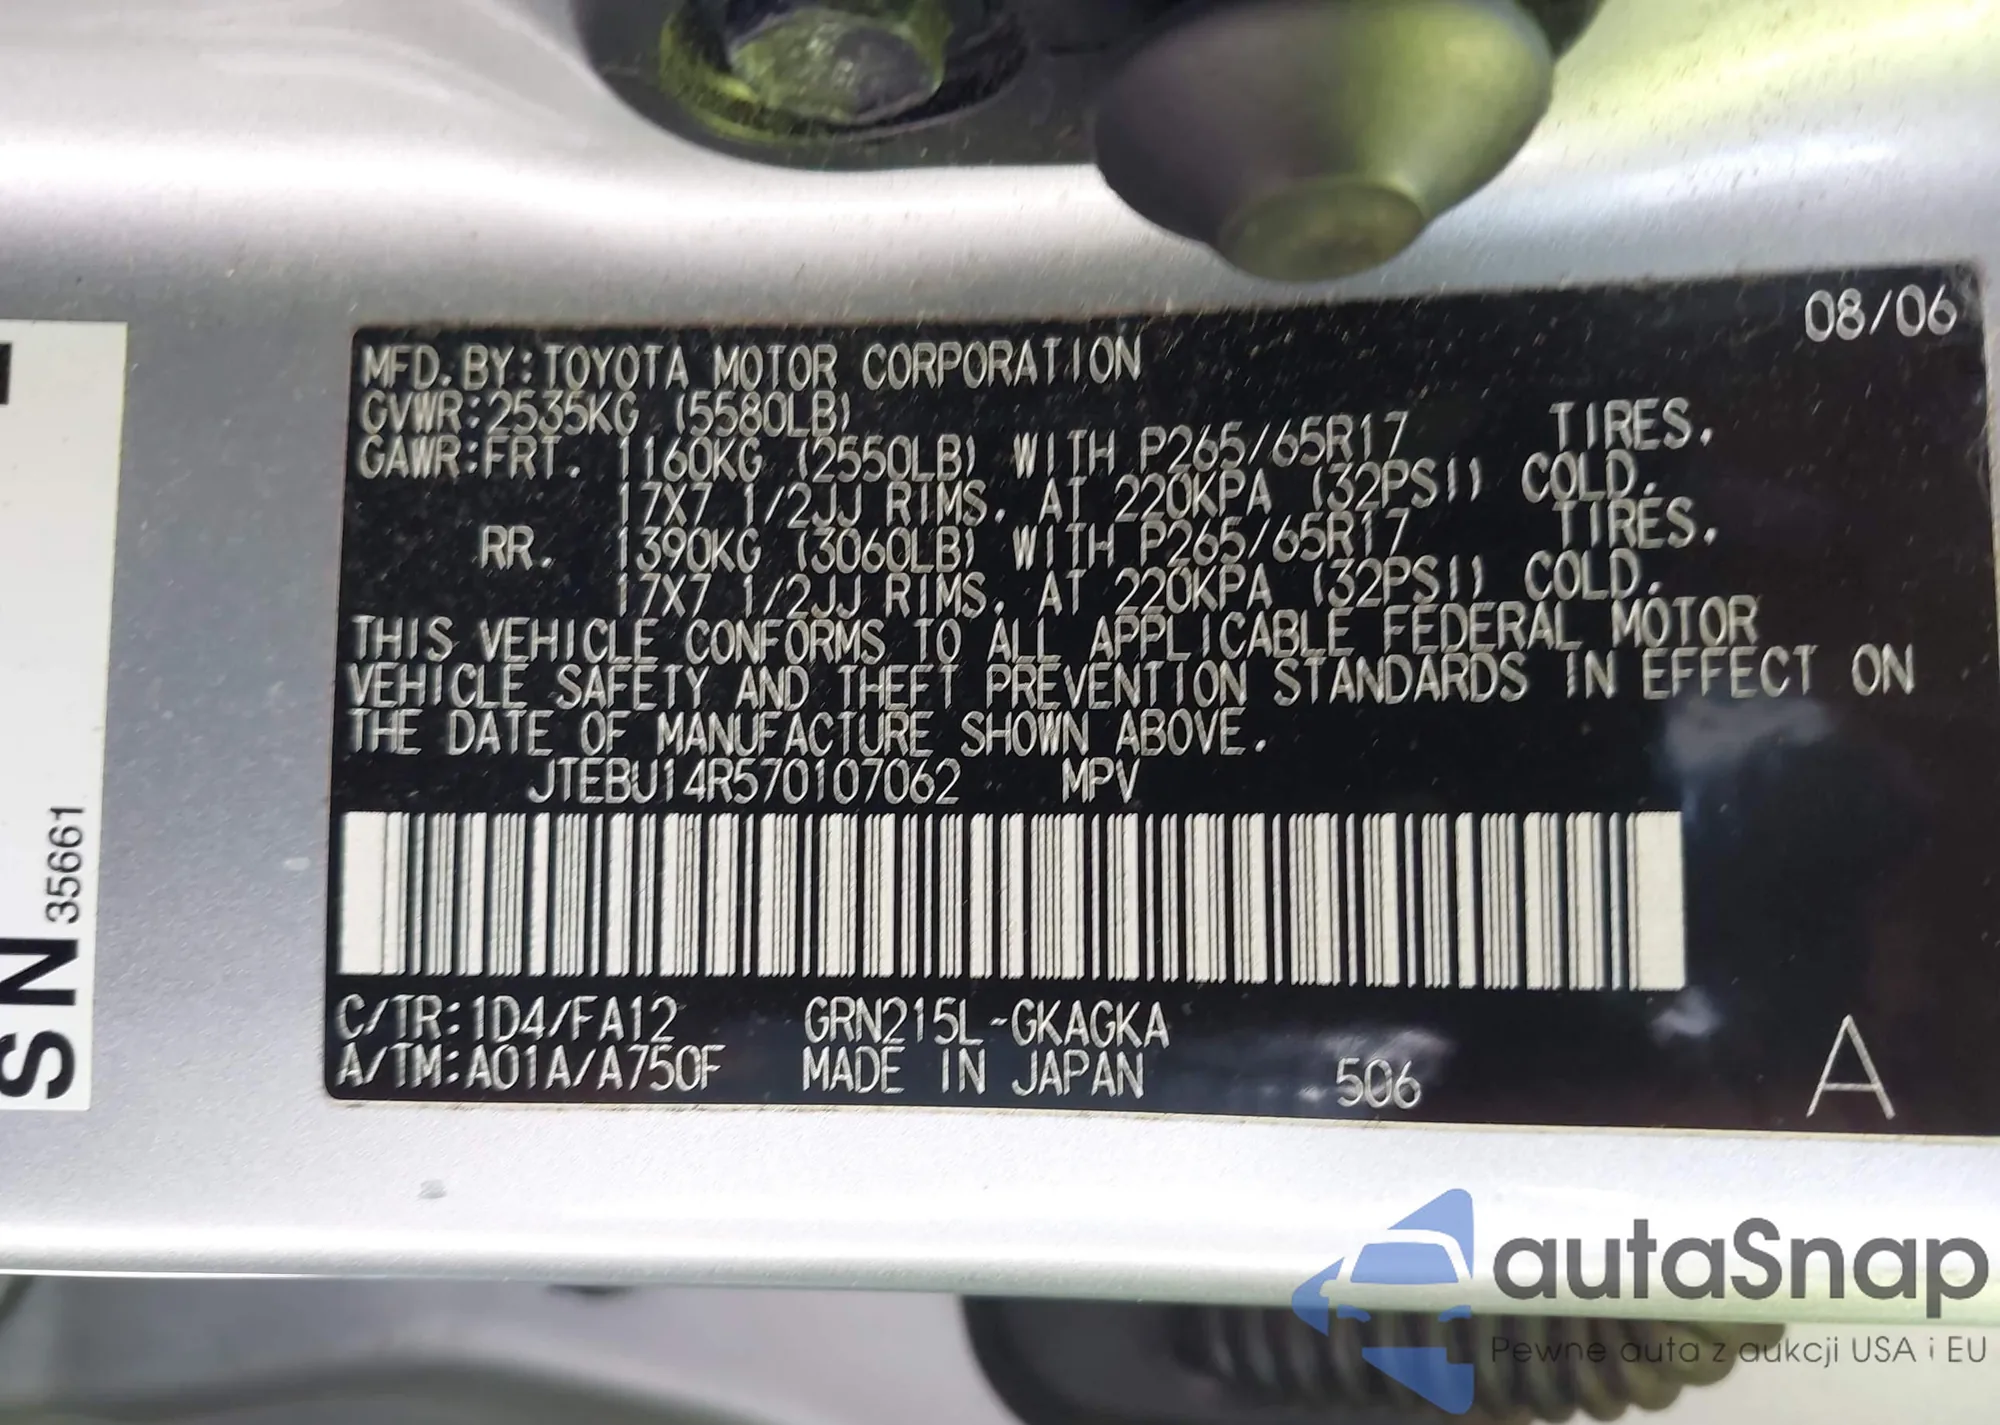 08/06
MFD. BY: TOYOTA MOTOR CORPORATION
GVWR: 2535KG (5580LB)
GAWR: FRT. 1160KG (2550LB) WITH P265/65R17 TIRES.
17X7 1/2JJ RIMS. AT 220KPA (32PSI) COLD.
RR. 1390KG (3060LB) WITH P265/65R17 TIRES.
17X7 1/2JJ RIMS. AT 220KPA (32PSI) COLD.
THIS VEHICLE CONFORMS TO ALL APPLICABLE FEDERAL MOTOR
VEHICLE SAFETY AND THEFT PREVENTION STANDARDS IN EFFECT ON
THE DATE OF MANUFACTURE SHOWN ABOVE.
JTEBU14R570107062 MPV
C/TR: 1D4/FA12 GRN215L-GKAGKA
A/TM: A01A/A750F MADE IN JAPAN 506 A
SN 35661
autaSnap
Pewne auta z aukcji USA i EU